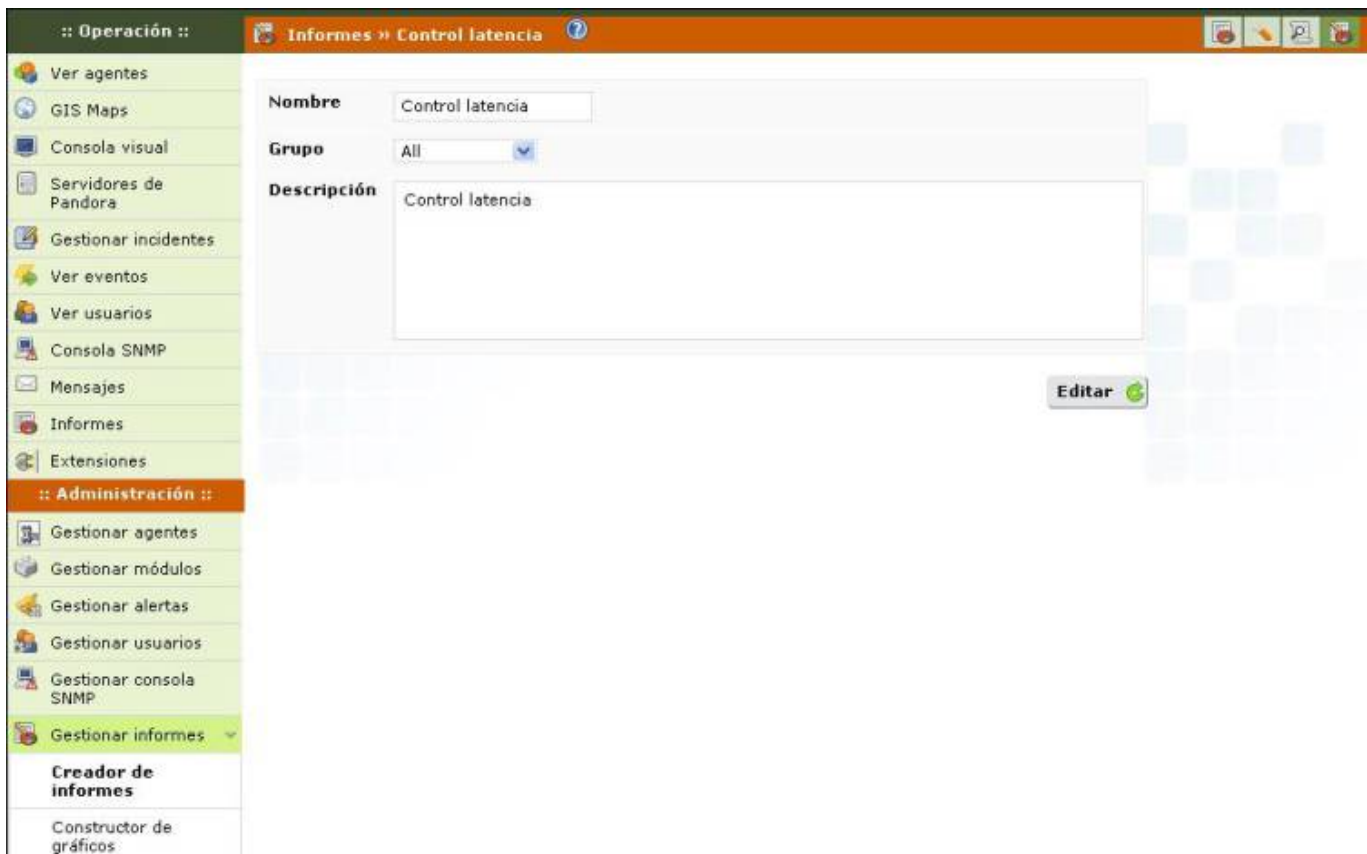 :: Operación ::
Ver agentes
GIS Maps
Consola visual
Servidores de
Pandora
Gestionar incidentes
Ver eventos
Ver usuarios
Consola SNMP
Mensajes
Informes
Extensiones
:: Administración ::
Gestionar agentes
Gestionar módulos
Gestionar alertas
Gestionar usuarios
Gestionar consola
SNMP
Gestionar informes
Creador de
informes
Constructor de
gráficos
Informes » Control latencia
Nombre
Control latencia
Grupo
All
Descripción
Control latencia
Editar